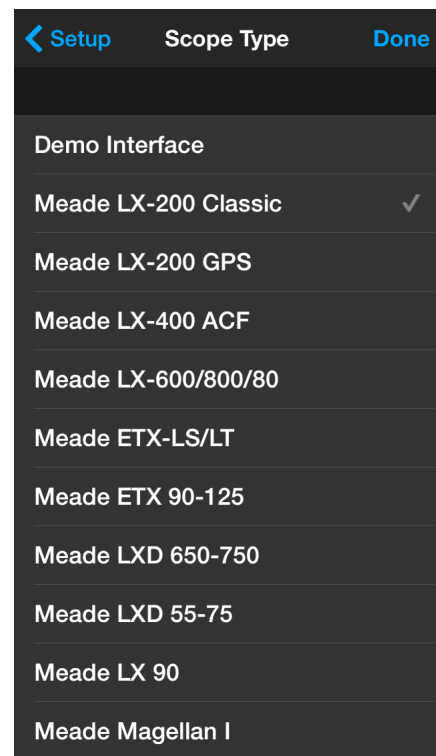 Setup Scope Type Done
Demo Interface
Meade LX-200 Classic
Meade LX-200 GPS
Meade LX-400 ACF
Meade LX-600/800/80
Meade ETX-LS/LT
Meade ETX 90-125
Meade LXD 650-750
Meade LXD 55-75
Meade LX 90
Meade Magellan I